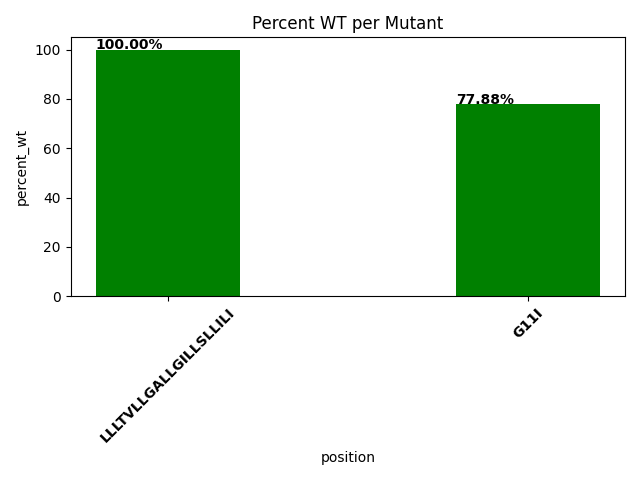 Percent WT per Mutant
100.00%
77.88%
100
80
60
40
20
0
percent_wt
LLLTVLLGALLGILLSLLILI
G11I
position